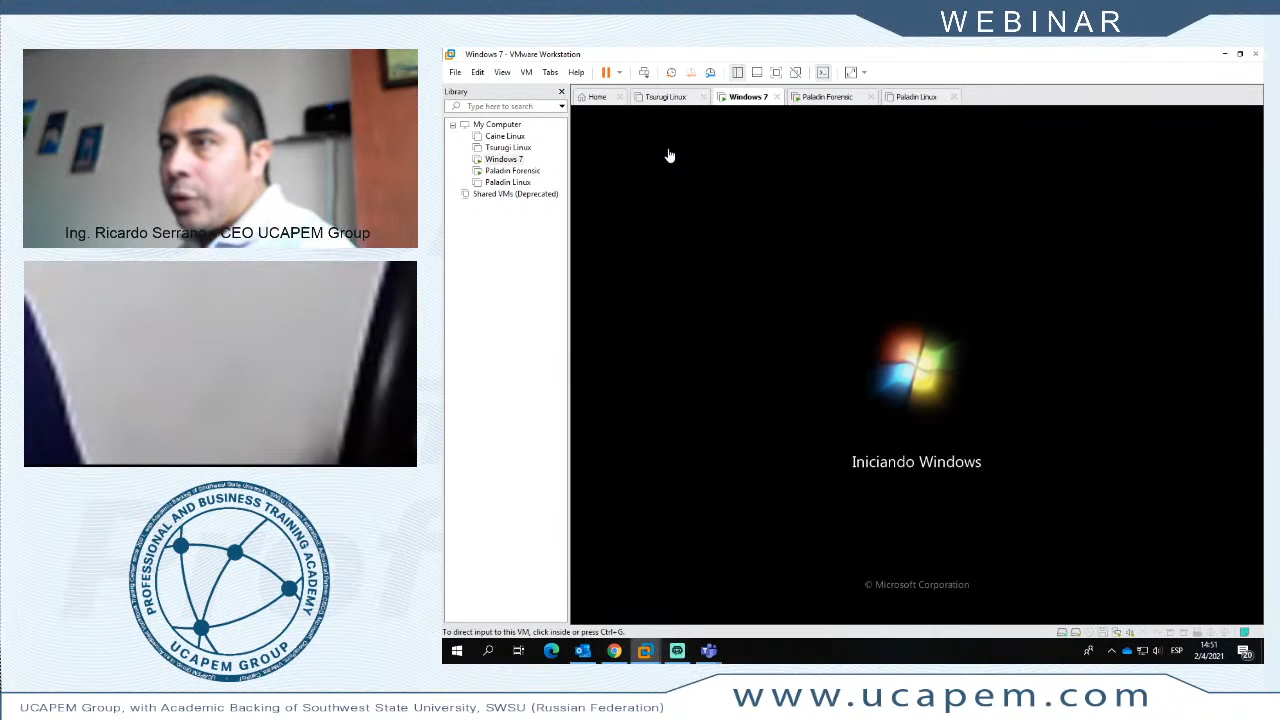 WEBINAR
Ing. Ricardo Serrano CEO UCAPEM Group
PROFESSIONAL AND BUSINESS TRAINING ACADEMY
UCAPEM GROUP
Windows 7 - VMware Workstation
File Edit View VM Tabs Help
Library
Type here to search
My Computer
Caine Linux
Tsurugi Linux
Windows 7
Paladin Forensic
Paladin Linux
Shared VMs (Deprecated)
Home Tsurugi Linux Windows 7 Paladin Forensic Paladin Linux
Iniciando Windows
© Microsoft Corporation
To direct input to this VM, click inside or press Ctrl+G.
ESP
14:51
2/4/2021
20
UCAPEM Group, with Academic Backing of Southwest State University, SWSU (Russian Federation)
www.ucapem.com